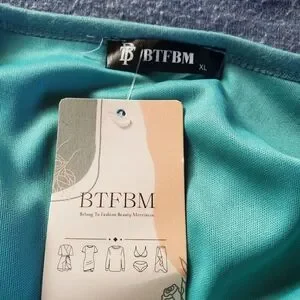 BTFBM
XL
BTFBM
Belong To Fashion Beauty Merriment